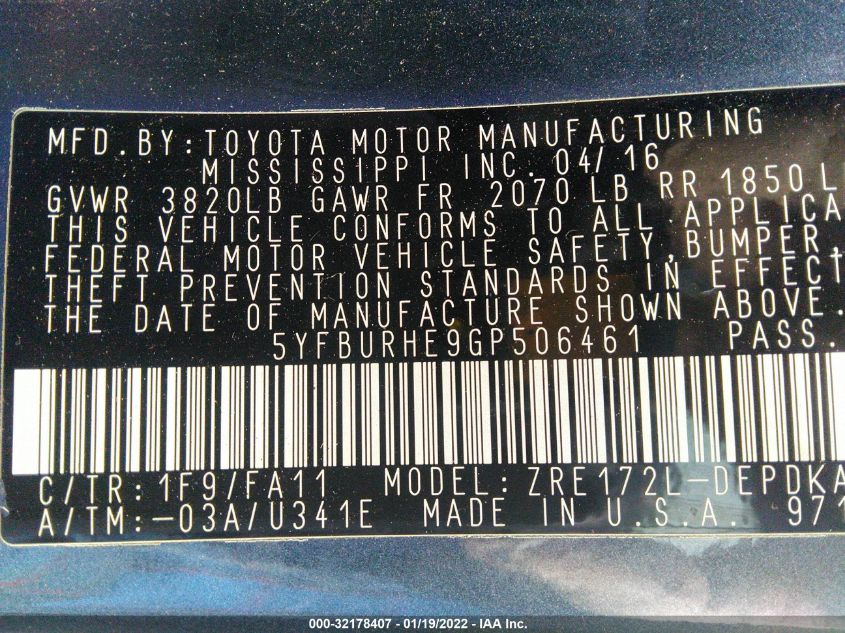 MFD.BY:TOYOTA MOTOR MANUFACTURING
MISSISSIPPI INC. 04/16
GVWR 3820LB GAWR FR 2070 LB RR 1850 L
THIS VEHICLE CONFORMS TO ALL APPLICA
FEDERAL MOTOR VEHICLE SAFETY,BUMPER,
THEFT PREVENTION STANDARDS IN EFFECT
THE DATE OF MANUFACTURE SHOWN ABOVE.
5YFBURHE9GP506461 PASS.
C/TR:1F9/FA11 MODEL:ZRE172L-DEPDKA
A/TM:-03A/U341E MADE IN U.S.A. 971
000-32178407 - 01/19/2022 - IAA Inc.